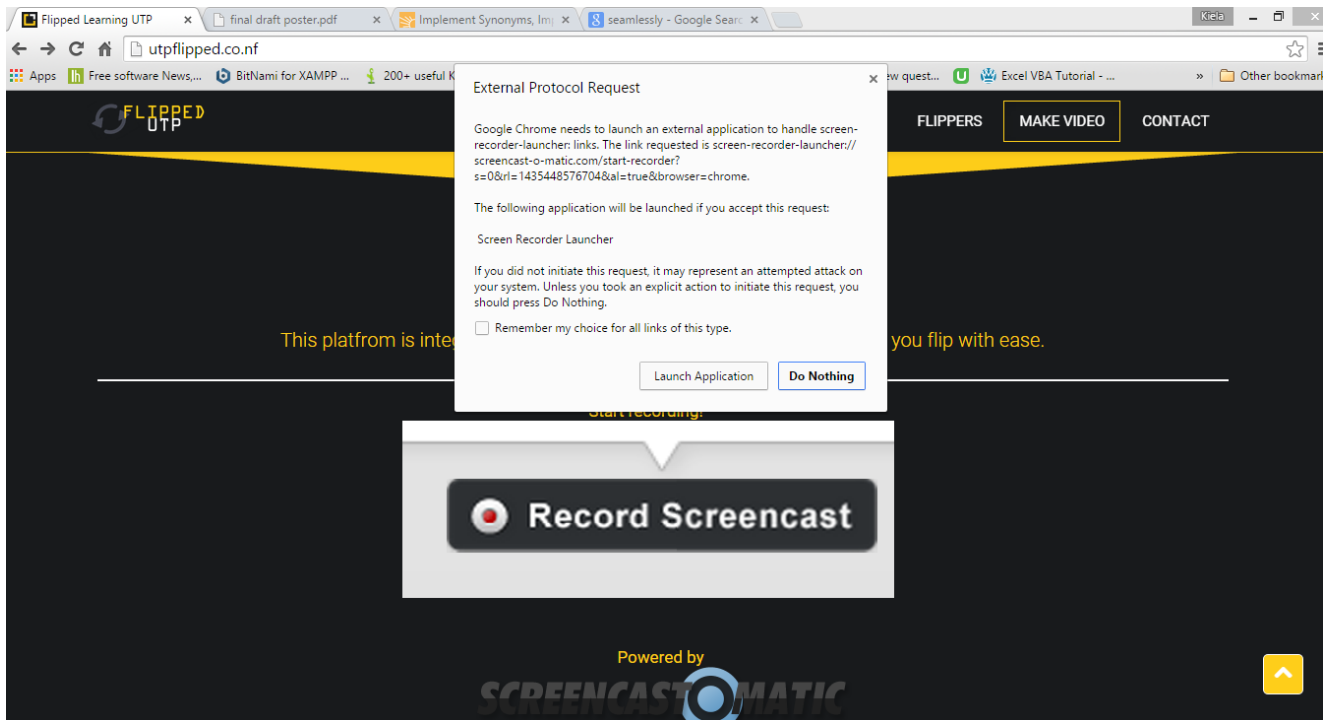 Flipped Learning UTP
final draft poster.pdf
Implement Synonyms, Im
seamlessly - Google Searc
Kiela
utpflipped.co.nf
Apps
Free software News,...
BitNami for XAMPP ...
200+ useful K
ew quest...
Excel VBA Tutorial - ...
»
Other bookmark
FLIPPED
UTP
FLIPPERS
MAKE VIDEO
CONTACT
External Protocol Request
Google Chrome needs to launch an external application to handle screen-
recorder-launcher: links. The link requested is screen-recorder-launcher://
screencast-o-matic.com/start-recorder?
s=0&rl=1435448576704&al=true&browser=chrome.
The following application will be launched if you accept this request:
Screen Recorder Launcher
If you did not initiate this request, it may represent an attempted attack on
your system. Unless you took an explicit action to initiate this request, you
should press Do Nothing.
Remember my choice for all links of this type.
Launch Application
Do Nothing
This platfrom is inte
you flip with ease.
Start recording!
Record Screencast
Powered by
SCREENCAST-O-MATIC